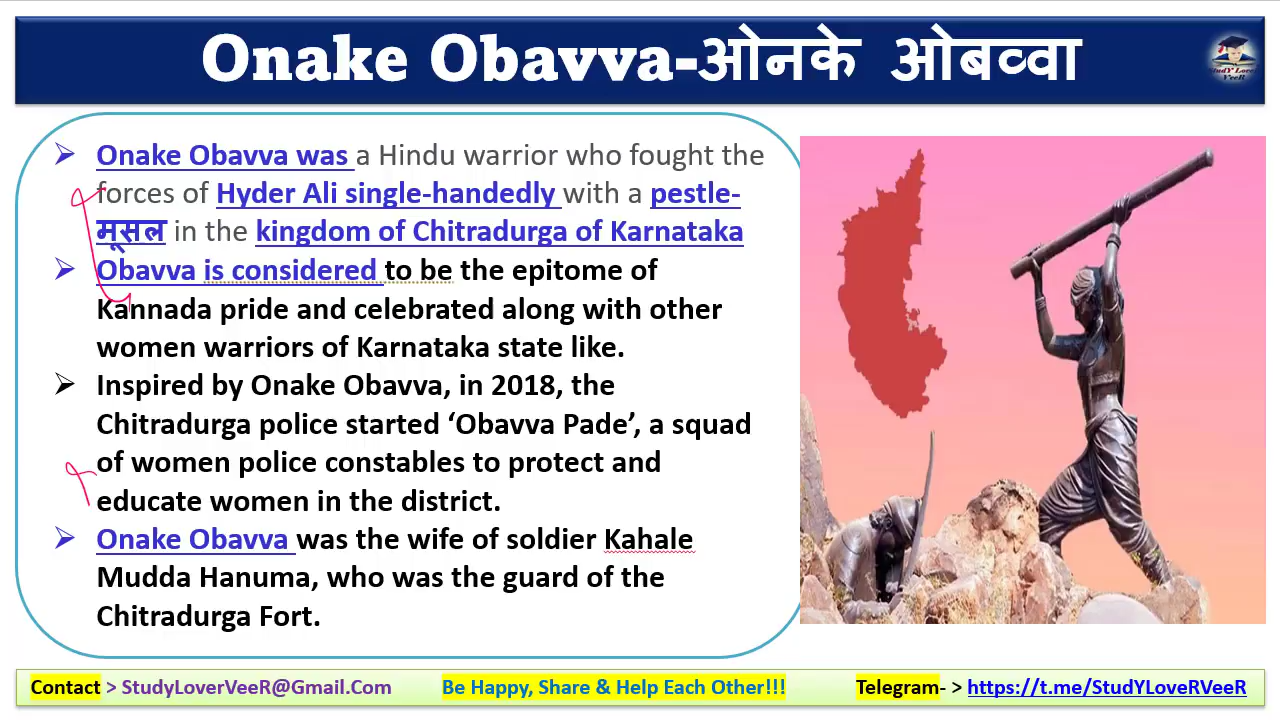 Onake Obavva-ओनके ओबव्वा
StudY Lover
VeeR
➢ Onake Obavva was a Hindu warrior who fought the
forces of Hyder Ali single-handedly with a pestle-
मूसल in the kingdom of Chitradurga of Karnataka
➢ Obavva is considered to be the epitome of
Kannada pride and celebrated along with other
women warriors of Karnataka state like.
➢ Inspired by Onake Obavva, in 2018, the
Chitradurga police started ‘Obavva Pade’, a squad
of women police constables to protect and
educate women in the district.
➢ Onake Obavva was the wife of soldier Kahale
Mudda Hanuma, who was the guard of the
Chitradurga Fort.
Contact > StudyLoverVeeR@Gmail.Com Be Happy, Share & Help Each Other!!! Telegram- > https://t.me/StudYLoveRVeeR